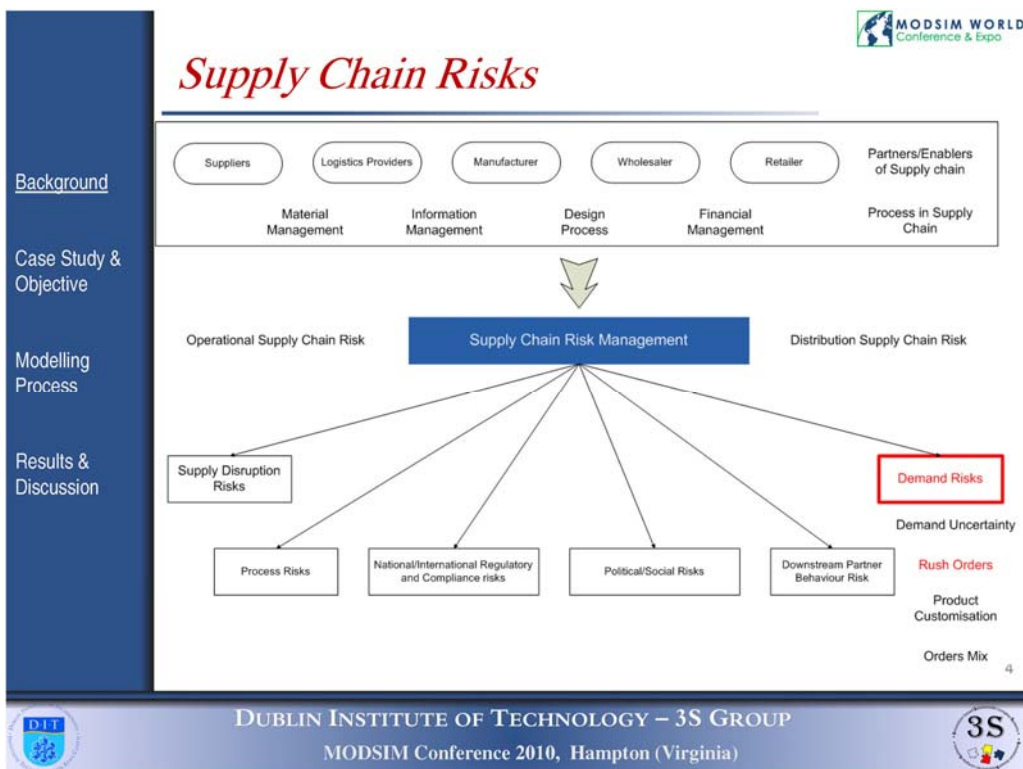 MODSIM WORLD
Conference & Expo
Supply Chain Risks
Background
Case Study &
Objective
Modelling
Process
Results &
Discussion
Suppliers
Logistics Providers
Manufacturer
Wholesaler
Retailer
Partners/Enablers
of Supply chain
Material
Management
Information
Management
Design
Process
Financial
Management
Process in Supply
Chain
Operational Supply Chain Risk
Supply Chain Risk Management
Distribution Supply Chain Risk
Supply Disruption
Risks
Demand Risks
Demand Uncertainty
Process Risks
National/International Regulatory
and Compliance risks
Political/Social Risks
Downstream Partner
Behaviour Risk
Rush Orders
Product
Customisation
Orders Mix
4
DIT
DUBLIN INSTITUTE OF TECHNOLOGY – 3S GROUP
MODSIM Conference 2010, Hampton (Virginia)
3S